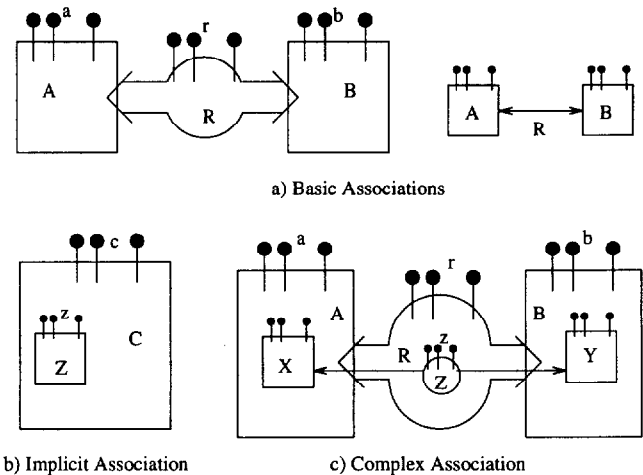 a
r
b
A
R
B
A
R
B
a) Basic Associations
c
z
C
Z
b) Implicit Association
a
r
b
A
B
X
R
z
Z
Y
c) Complex Association